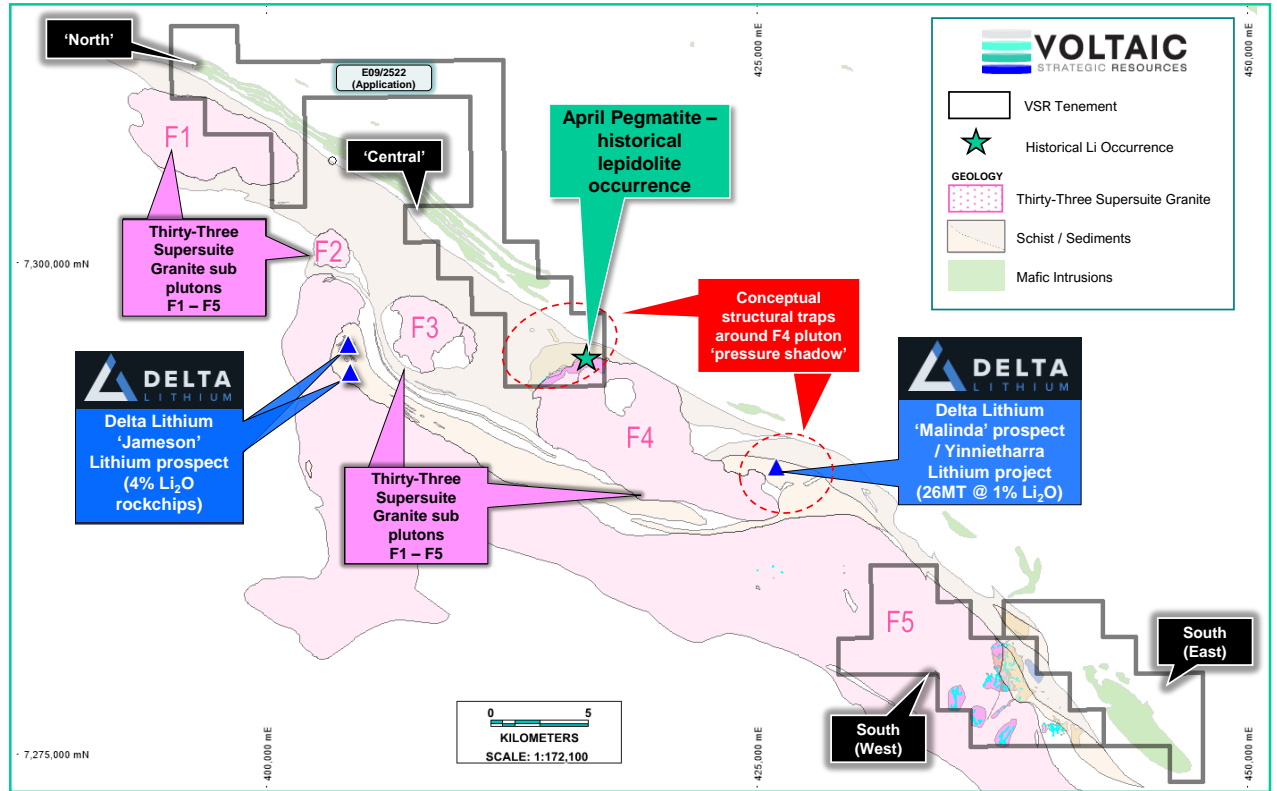 'North'
E09/2522
(Application)
425,000 mE
450,000 mE
VOLTAIC
STRATEGIC RESOURCES
VSR Tenement
Historical Li Occurrence
GEOLOGY
Thirty-Three Supersuite Granite
Schist / Sediments
Mafic Intrusions
F1
'Central'
April Pegmatite –
historical
lepidolite
occurrence
Thirty-Three
Supersuite
Granite sub
plutons
F1 – F5
F2
7,300,000 mN
F3
Conceptual
structural traps
around F4 pluton
'pressure shadow'
DELTA
LITHIUM
Delta Lithium
'Jameson'
Lithium prospect
(4% Li2O
rockchips)
F4
DELTA
LITHIUM
Delta Lithium
'Malinda' prospect
/ Yinnietharra
Lithium project
(26MT @ 1% Li2O)
Thirty-Three
Supersuite
Granite sub
plutons
F1 – F5
F5
South
(East)
South
(West)
0 5
KILOMETERS
SCALE: 1:172,100
7,275,000 mN
400,000 mE
425,000 mE
450,000 mE